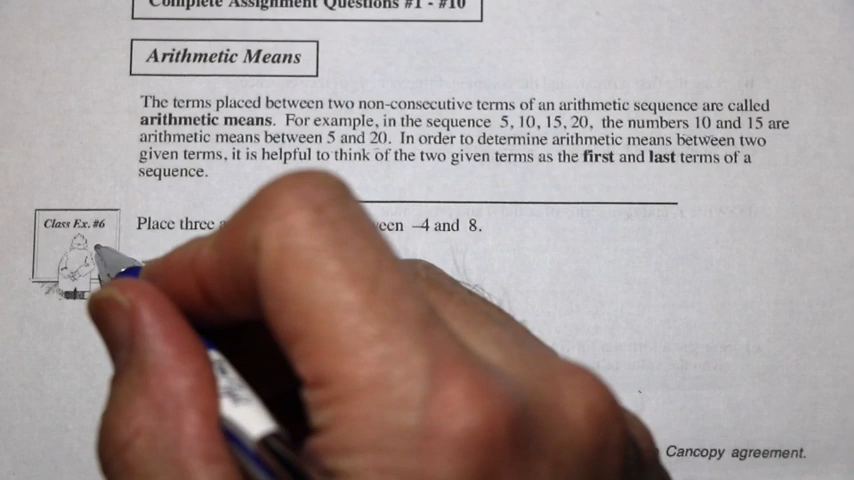 Complete Assignment Questions #1 - #10
Arithmetic Means
The terms placed between two non-consecutive terms of an arithmetic sequence are called
arithmetic means. For example, in the sequence 5, 10, 15, 20, the numbers 10 and 15 are
arithmetic means between 5 and 20. In order to determine arithmetic means between two
given terms, it is helpful to think of the two given terms as the first and last terms of a
sequence.
Class Ex. #6
Place three –4 and 8.
Cancopy agreement.